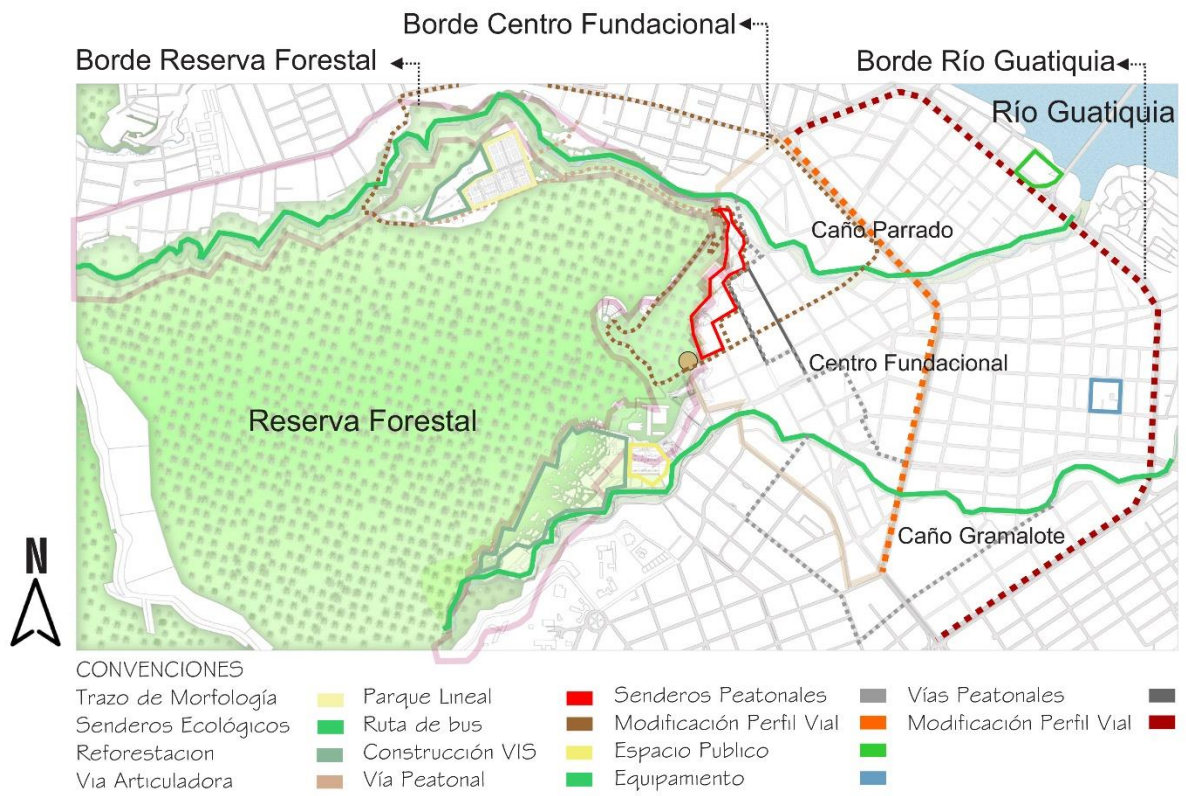 Borde Centro Fundacional
Borde Reserva Forestal
Borde Río Guatiquia
Río Guatiquia
Caño Parrado
Centro Fundacional
Reserva Forestal
Caño Gramalote
N
CONVENCIONES
Trazo de Morfología Parque Lineal Senderos Peatonales Vías Peatonales
Senderos Ecológicos Ruta de bus Modificación Perfil Vial Modificación Perfil Vial
Reforestacion Construcción VIS Espacio Publico
Via Articuladora Vía Peatonal Equipamiento